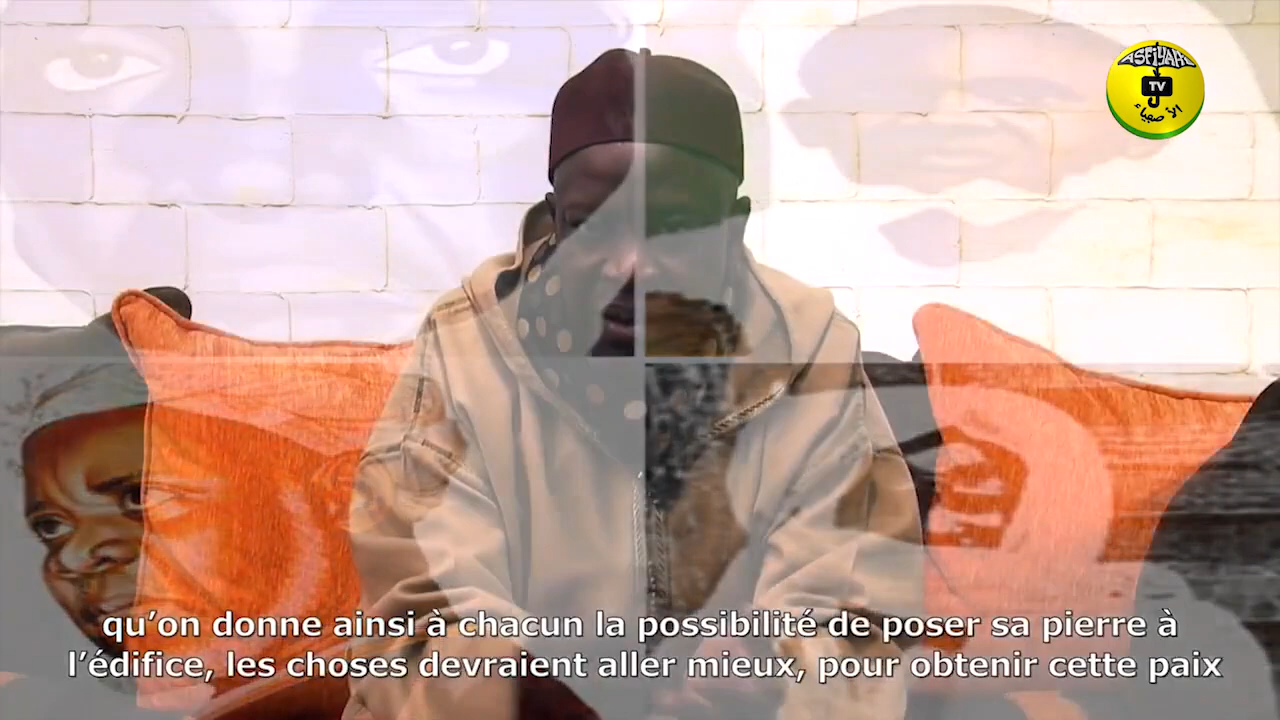 ASFIYAHI
TV
الأصفياء
qu’on donne ainsi à chacun la possibilité de poser sa pierre à
l’édifice, les choses devraient aller mieux, pour obtenir cette paix